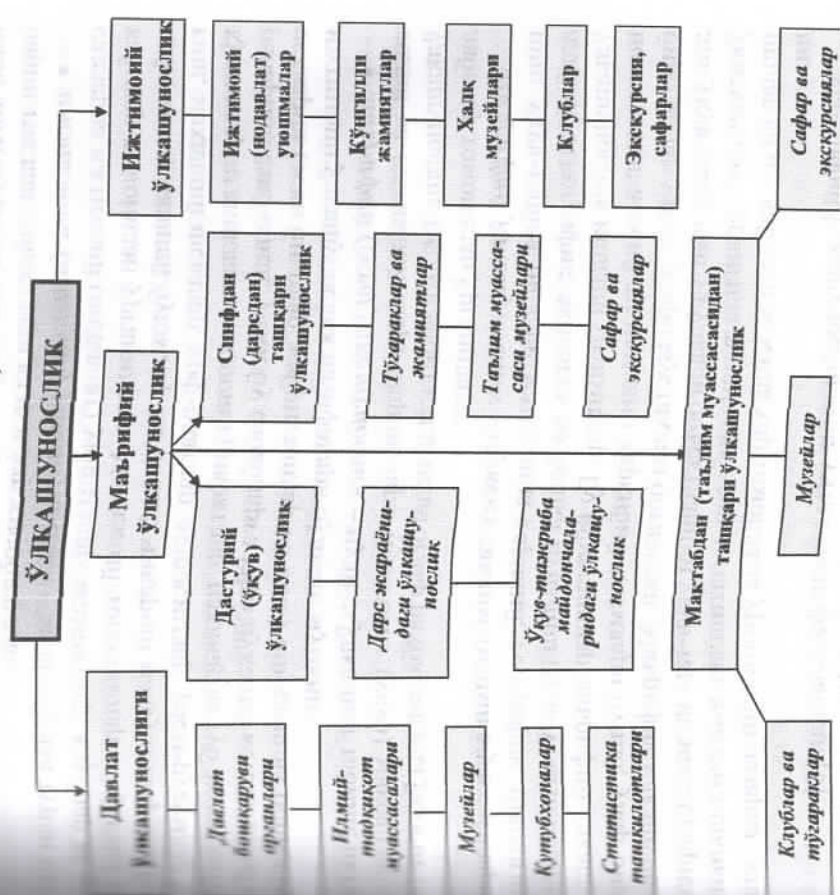 ЎЛКАШУНОСЛИК
Давлат
ўлкашунослиги
Давлат
бошқаруви
органлари
Илмий-
тадқиқот
муассасалари
Музейлар
Кутубхоналар
Статистика
ташкилотлари
Маърифий
ўлкашунослик
Дастурий
(ўқув)
ўлкашунослик
Дарс жараёни-
даги ўлкашу-
нослик
Ўқув-тажриба
майдончала-
ридаги ўлкашу-
нослик
Синфдан
(дарсдан)
ташқари
ўлкашунослик
Тўгараклар ва
жамиятлар
Таълим муасса-
саси музейлари
Сафар ва
экскурсиялар
Мактабдан (таълим муассасасидан)
ташқари ўлкашунослик
Клублар ва
тўгараклар
Музейлар
Сафар ва
экскурсиялар
Ижтимоий
ўлкашунослик
Ижтимоий
(нодавлат)
уюшмалар
Кўнгилли
жамиятлар
Халқ
музейлари
Клублар
Экскурсия,
сафарлар